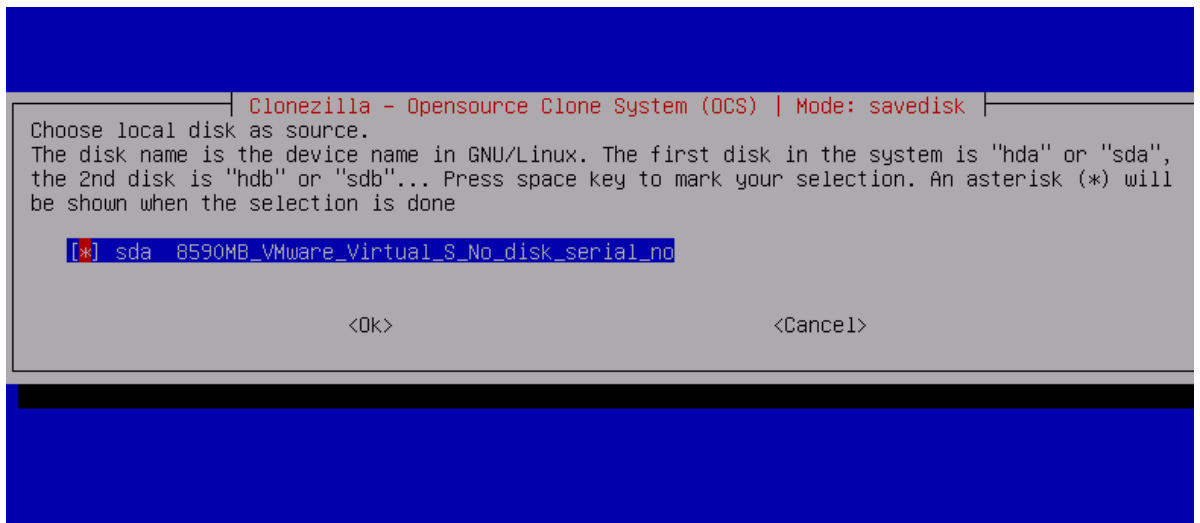 Clonezilla - Opensource Clone System (OCS) | Mode: savedisk
Choose local disk as source.
The disk name is the device name in GNU/Linux. The first disk in the system is "hda" or "sda",
the 2nd disk is "hdb" or "sdb"... Press space key to mark your selection. An asterisk (*) will
be shown when the selection is done
[*] sda 8590MB_VMware_Virtual_S_No_disk_serial_no
<Ok> <Cancel>